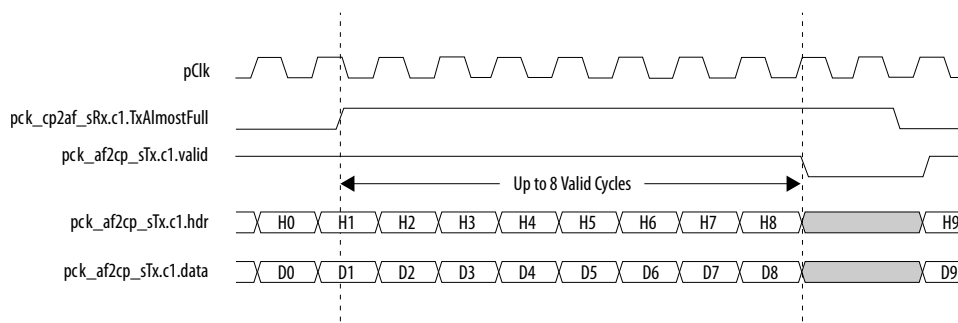 pClk
pck_cp2af_sRx.c1.TxAlmostFull
pck_af2cp_sTx.c1.valid
Up to 8 Valid Cycles
pck_af2cp_sTx.c1.hdr H0 H1 H2 H3 H4 H5 H6 H7 H8 H9
pck_af2cp_sTx.c1.data D0 D1 D2 D3 D4 D5 D6 D7 D8 D9